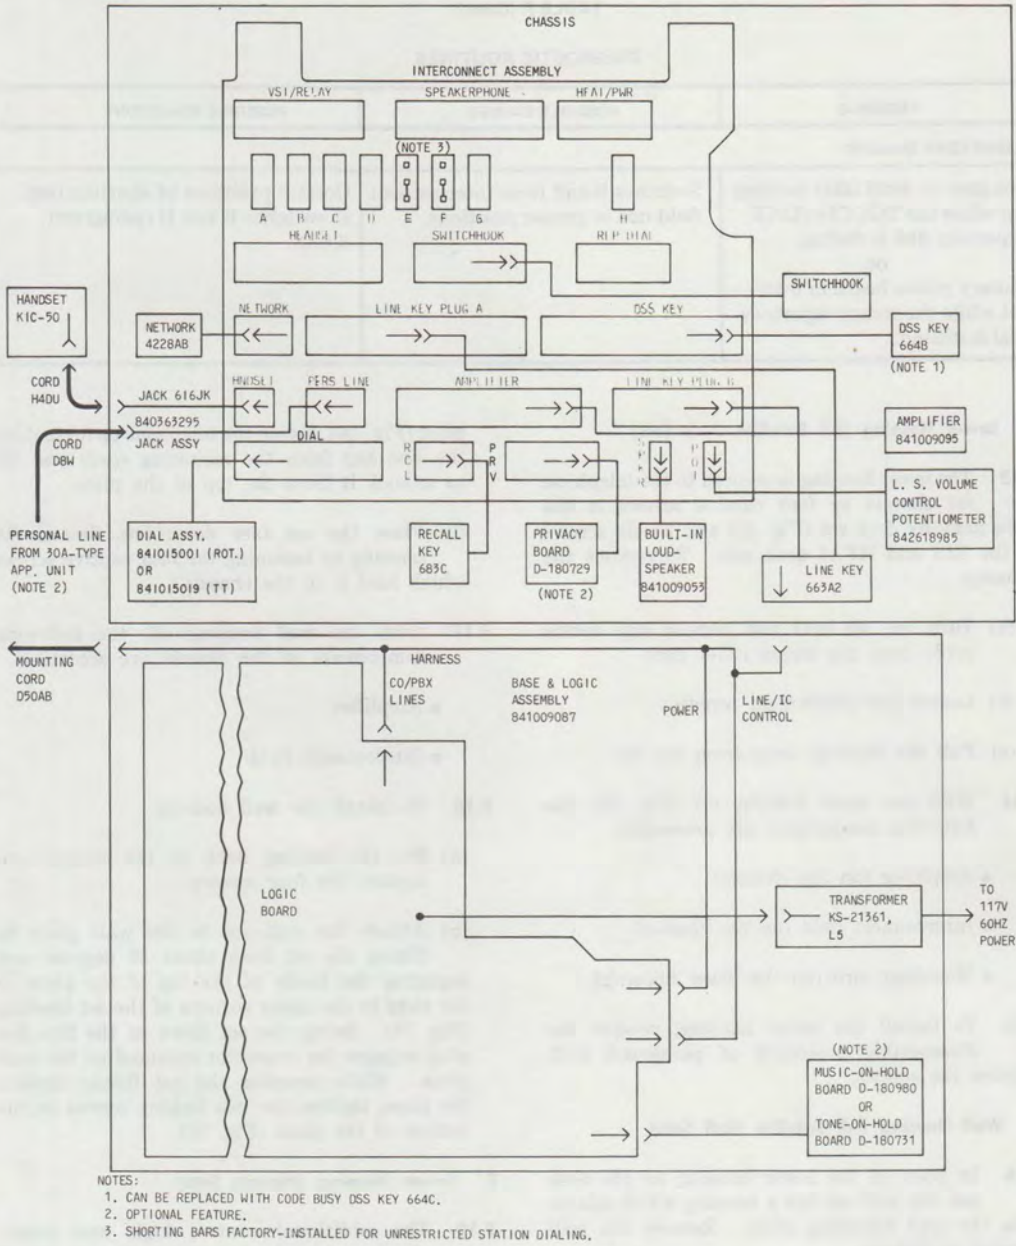 CHASSIS
INTERCONNECT ASSEMBLY
VSI/RELAY
SPEAKERPHONE
HFAI/PWR
(NOTE 3)
A
B
C
D
E
F
H
HEADSET
SWITCHHOOK
REP DIAL
SWITCHHOOK
HANDSET
K1C-50
NETWORK
4228AB
NETWORK
LINE KEY PLUG A
DSS KEY
DSS KEY
664B
(NOTE 1)
CORD
H4DU
JACK 616JK
HNDSET
PERS LINE
AMPLIFIER
LINE KEY PLUG B
840363295
JACK ASSY
CORD
D8W
DIAL
RC
PRV
SPKR
POT
AMPLIFIER
841009095
L. S. VOLUME
CONTROL
POTENTIOMETER
842618985
PERSONAL LINE
FROM 30A-TYPE
APP. UNIT
(NOTE 2)
DIAL ASSY.
841015001 (ROT.)
OR
841015019 (TT)
RECALL
KEY
683C
PRIVACY
BOARD
D-180729
(NOTE 2)
BUILT-IN
LOUD-
SPEAKER
841009053
LINE KEY
663A2
MOUNTING
CORD
D50AB
HARNESS
CO/PBX
LINES
BASE & LOGIC
ASSEMBLY
841009087
POWER
LINE/IC
CONTROL
LOGIC
BOARD
TRANSFORMER
KS-21361,
L5
TO
117V
60HZ
POWER
(NOTE 2)
MUSIC-ON-HOLD
BOARD D-180980
OR
TONE-ON-HOLD
BOARD D-180731
NOTES:
1. CAN BE REPLACED WITH CODE BUSY DSS KEY 664C.
2. OPTIONAL FEATURE.
3. SHORTING BARS FACTORY-INSTALLED FOR UNRESTRICTED STATION DIALING.